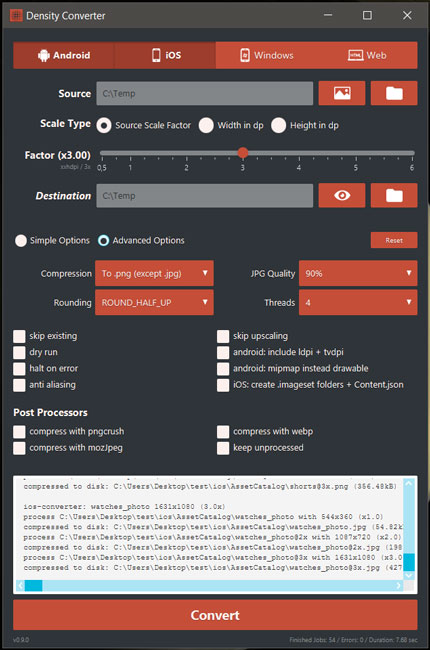 Density Converter
Android iOS Windows Web
Source C:\Temp
Scale Type Source Scale Factor Width in dp Height in dp
Factor (x3.00)
xxhdpi / 3x
0,5 1 2 3 4 5 6
Destination C:\Temp
Simple Options Advanced Options Reset
Compression To .png (except .jpg) JPG Quality 90%
Rounding ROUND_HALF_UP Threads 4
skip existing skip upscaling
dry run android: include ldpi + tvdpi
halt on error android: mipmap instead drawable
anti aliasing iOS: create .imageset folders + Content.json
Post Processors
compress with pngcrush compress with webp
compress with mozJpeg keep unprocessed
compressed to disk: C:\Users\Desktop\test\ios\AssetCatalog\shorts@3x.png (356.48kB)
ios-converter: watches_photo 1631x1080 (3.0x)
process C:\Users\Desktop\test\ios\AssetCatalog\watches_photo with 544x360 (x1.0)
compressed to disk: C:\Users\Desktop\test\ios\AssetCatalog\watches_photo.jpg (54.82k
process C:\Users\Desktop\test\ios\AssetCatalog\watches_photo@2x with 1087x720 (x2.0)
compressed to disk: C:\Users\Desktop\test\ios\AssetCatalog\watches_photo@2x.jpg (198
process C:\Users\Desktop\test\ios\AssetCatalog\watches_photo@3x with 1631x1080 (x3.0
compressed to disk: C:\Users\Desktop\test\ios\AssetCatalog\watches_photo@3x.jpg (427
Convert
v0.9.0 Finished Jobs: 54 / Errors: 0 / Duration: 7.88 sec